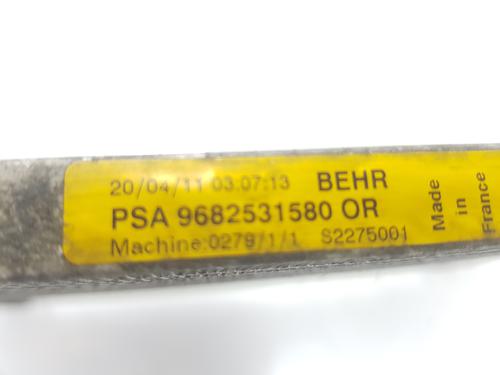 20/04/11 03:07:13 BEHR
PSA 9682531580 OR
Machine:0279/1/1 S2275001
Made
in
France